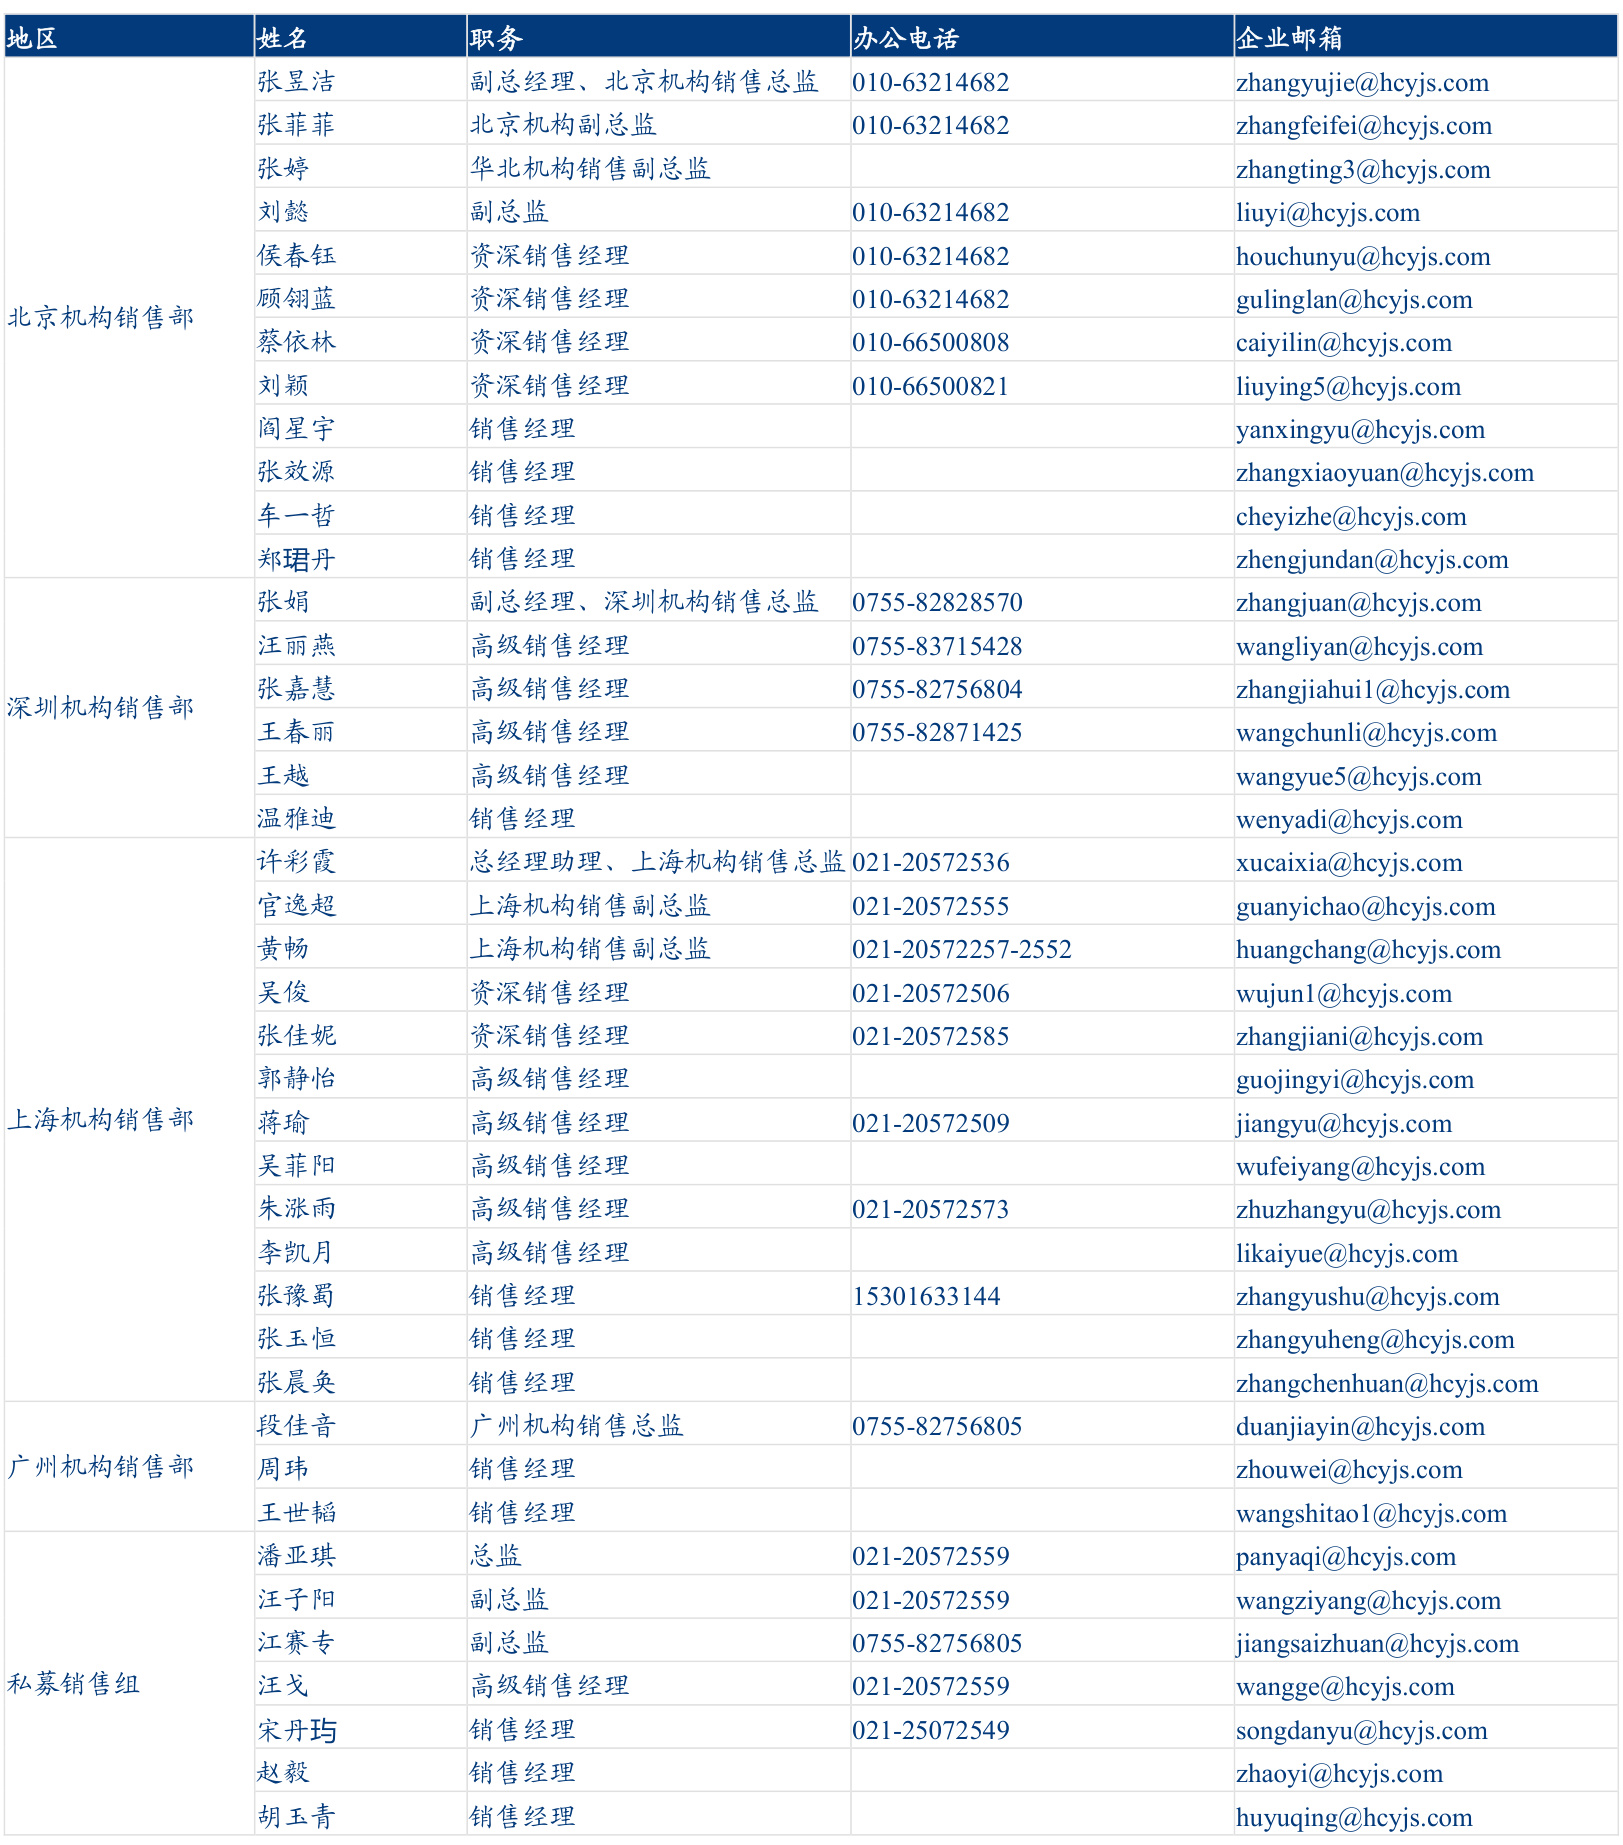 地区 姓名 职务 办公电话 企业邮箱
北京机构销售部 张昱洁 副总经理、北京机构销售总监 010-63214682 zhangyujie@hcyjs.com
张菲菲 北京机构副总监 010-63214682 zhangfeifei@hcyjs.com
张婷 华北机构销售副总监 zhangting3@hcyjs.com
刘懿 副总监 010-63214682 liuyi@hcyjs.com
侯春钰 资深销售经理 010-63214682 houchunyu@hcyjs.com
顾翎蓝 资深销售经理 010-63214682 gulinglan@hcyjs.com
蔡依林 资深销售经理 010-66500808 caiyilin@hcyjs.com
刘颖 资深销售经理 010-66500821 liuying5@hcyjs.com
阎星宇 销售经理 yanxingyu@hcyjs.com
张效源 销售经理 zhangxiaoyuan@hcyjs.com
车一哲 销售经理 cheyizhe@hcyjs.com
郑珺丹 销售经理 zhengjundan@hcyjs.com
深圳机构销售部 张娟 副总经理、深圳机构销售总监 0755-82828570 zhangjuan@hcyjs.com
汪丽燕 高级销售经理 0755-83715428 wangliyan@hcyjs.com
张嘉慧 高级销售经理 0755-82756804 zhangjiahui1@hcyjs.com
王春丽 高级销售经理 0755-82871425 wangchunli@hcyjs.com
王越 高级销售经理 wangyue5@hcyjs.com
温雅迪 销售经理 wenyadi@hcyjs.com
上海机构销售部 许彩霞 总经理助理、上海机构销售总监 021-20572536 xucaixia@hcyjs.com
官逸超 上海机构销售副总监 021-20572555 guanyichao@hcyjs.com
黄畅 上海机构销售副总监 021-20572257-2552 huangchang@hcyjs.com
吴俊 资深销售经理 021-20572506 wujun1@hcyjs.com
张佳妮 资深销售经理 021-20572585 zhangjiani@hcyjs.com
郭静怡 高级销售经理 guojingyi@hcyjs.com
蒋瑜 高级销售经理 021-20572509 jiangyu@hcyjs.com
吴菲阳 高级销售经理 wufeiyang@hcyjs.com
朱涨雨 高级销售经理 021-20572573 zhuzhangyu@hcyjs.com
李凯月 高级销售经理 likaiyue@hcyjs.com
张豫蜀 销售经理 15301633144 zhangyushu@hcyjs.com
张玉恒 销售经理 zhangyuheng@hcyjs.com
张晨奂 销售经理 zhangchenhuan@hcyjs.com
广州机构销售部 段佳音 广州机构销售总监 0755-82756805 duanjiayin@hcyjs.com
周玮 销售经理 zhouwei@hcyjs.com
王世韬 销售经理 wangshitao1@hcyjs.com
私募销售组 潘亚琪 总监 021-20572559 panyaqi@hcyjs.com
汪子阳 副总监 021-20572559 wangziyang@hcyjs.com
江赛专 副总监 0755-82756805 jiangsaizhuan@hcyjs.com
汪戈 高级销售经理 021-20572559 wangge@hcyjs.com
宋丹玙 销售经理 021-25072549 songdanyu@hcyjs.com
赵毅 销售经理 zhaoyi@hcyjs.com
胡玉青 销售经理 huyuqing@hcyjs.com